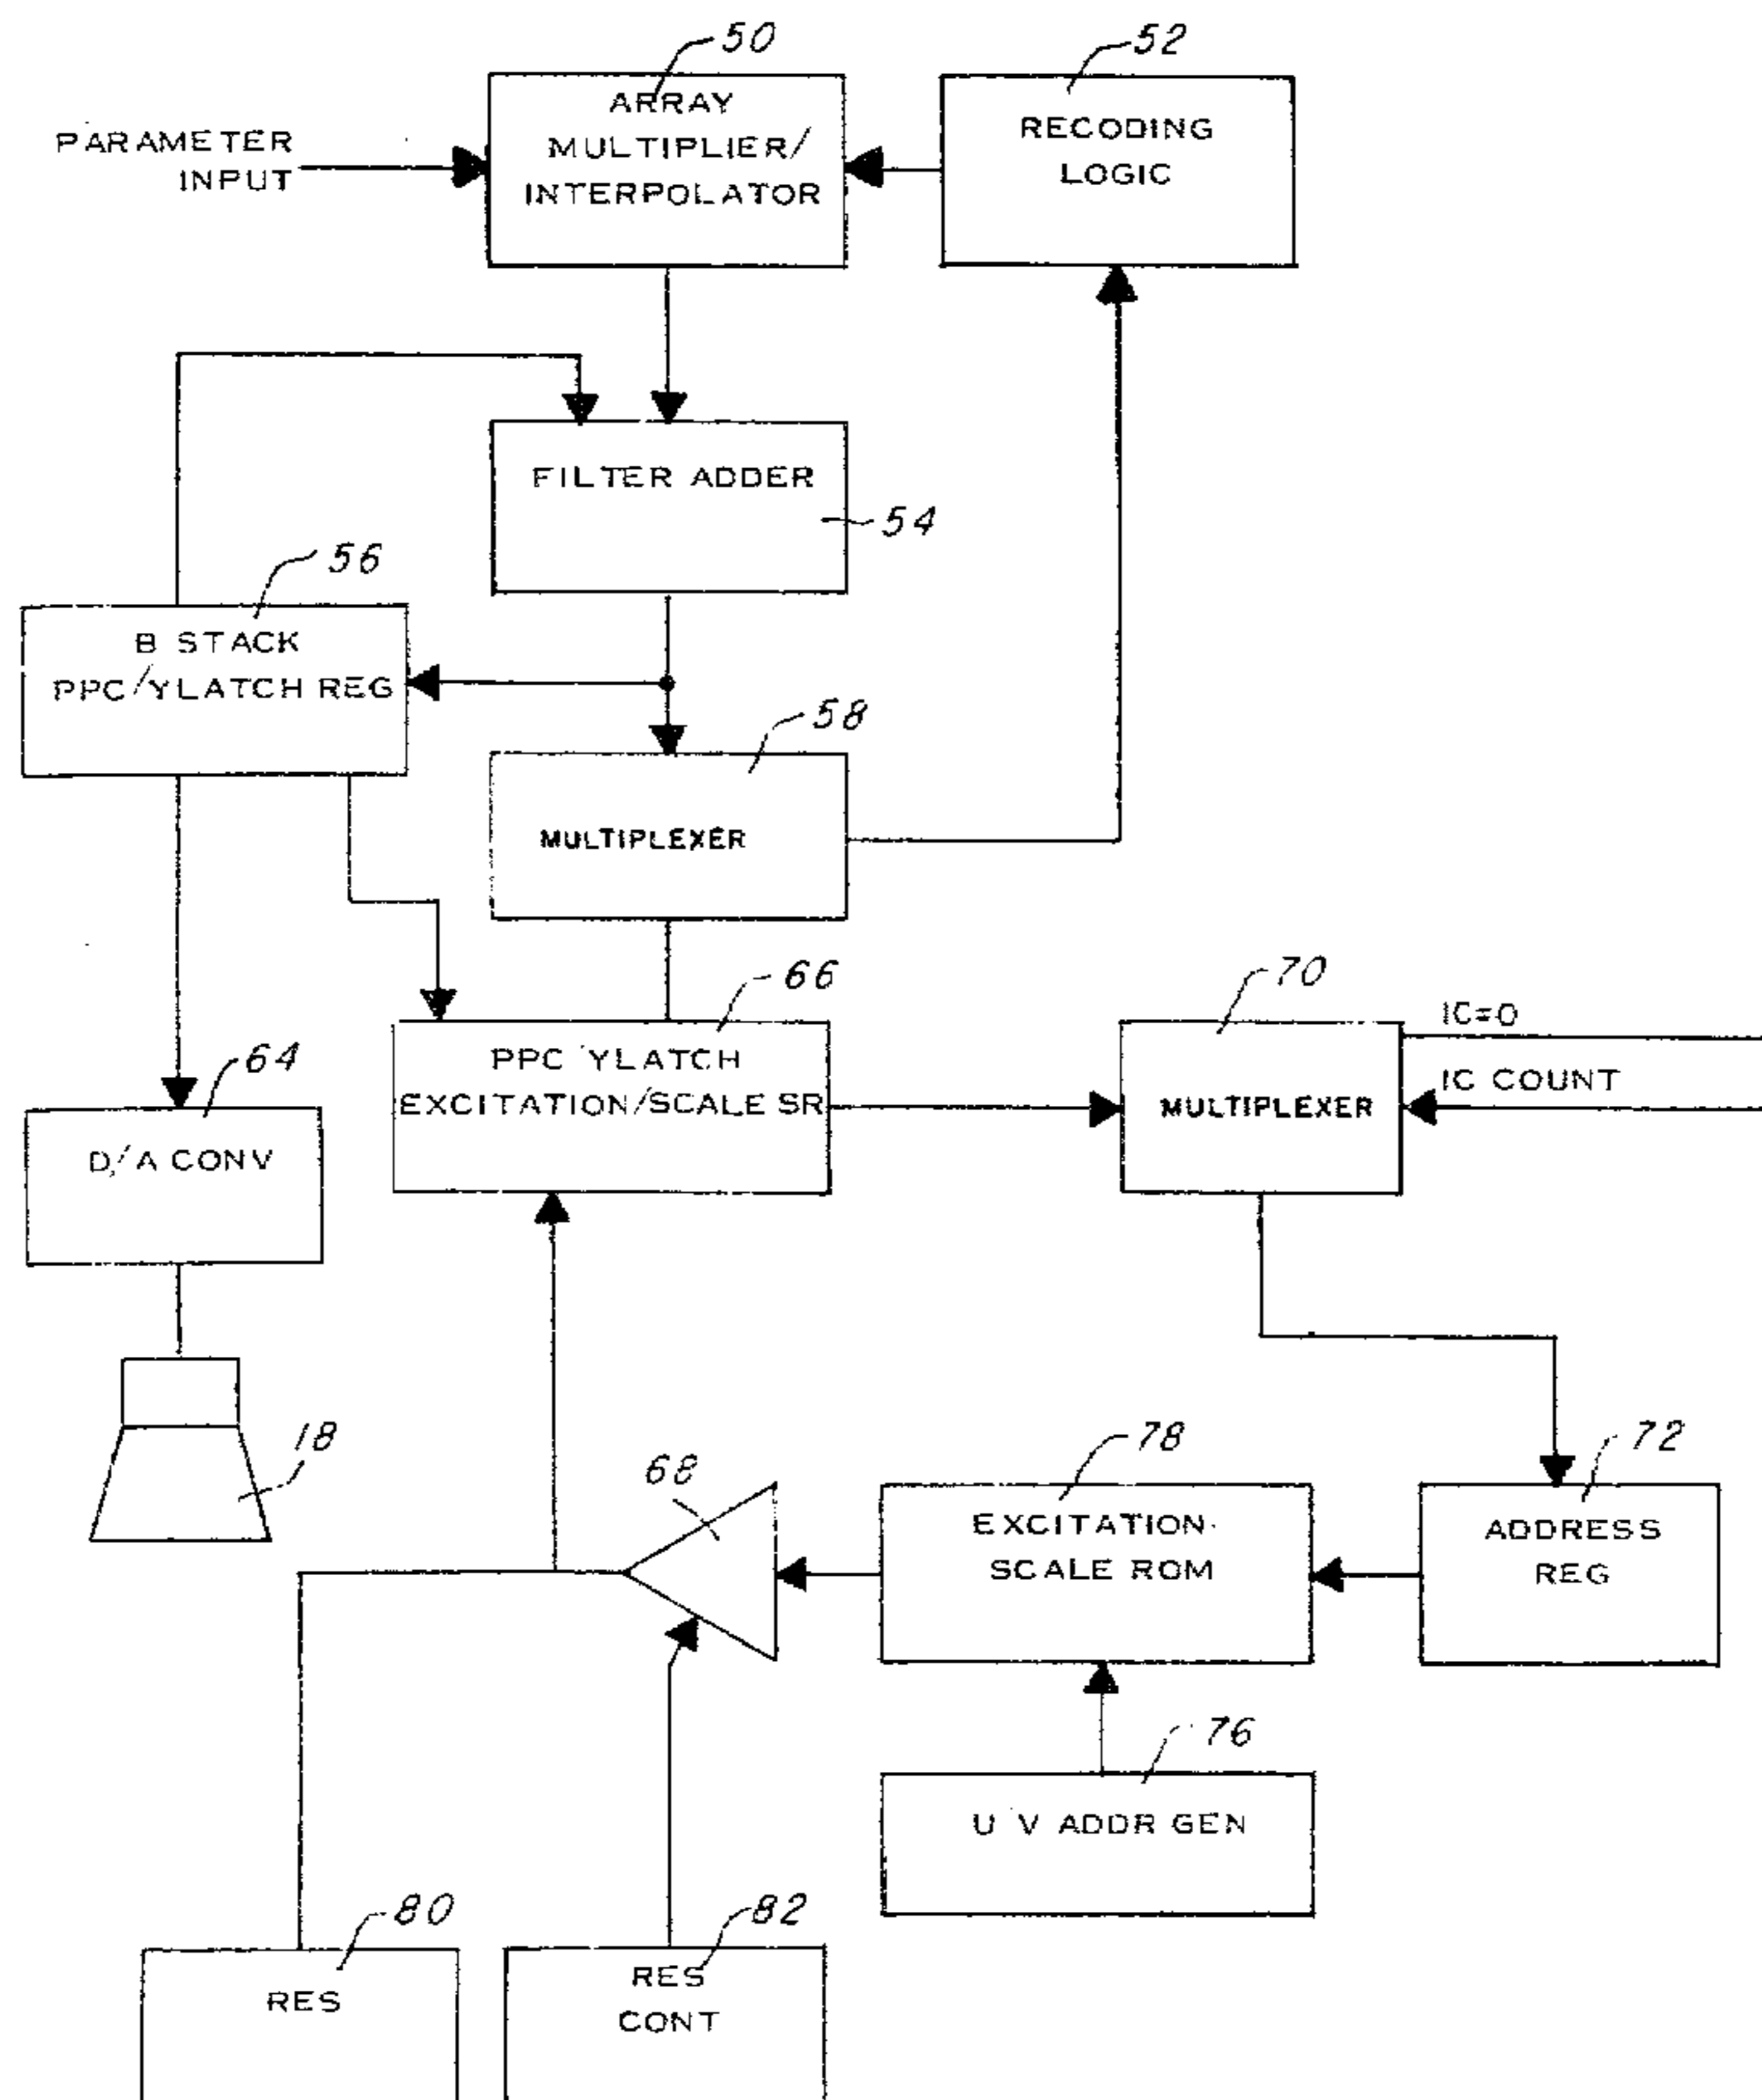 50
52
ARRAY
MULTIPLIER/
INTERPOLATOR
RECODING
LOGIC
PARAMETER
INPUT
FILTER ADDER
54
56
B STACK
PPC/YLATCH REG
58
MULTIPLEXER
66
70
PPC YLATCH
EXCITATION/SCALE SR
IC=0
IC COUNT
MULTIPLEXER
64
D/A CONV
18
68
78
72
EXCITATION
SCALE ROM
ADDRESS
REG
76
U V ADDR GEN
80
82
RES
RES
CONT